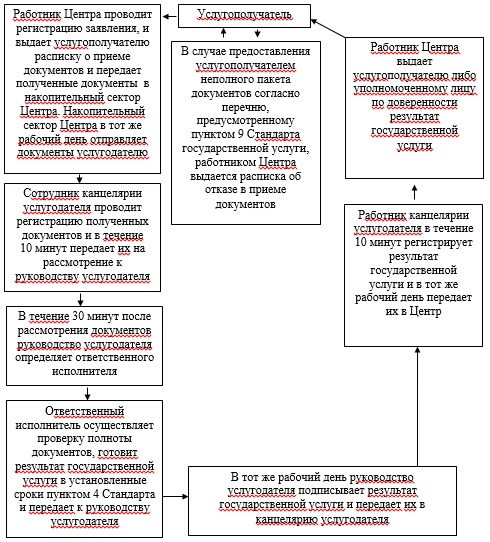 Услугополучатель
Работник Центра проводит
регистрацию заявления, и
выдает услугополучателю
расписку о приеме
документов и передает
полученные документы в
накопительный сектор
Центра. Накопительный
сектор Центра в тот же
рабочий день отправляет
документы услугодателю
В случае предоставления
услугополучателем
неполного пакета
документов согласно
перечню,
предусмотренному
пунктом 9 Стандарта
государственной услуги,
работником Центра
выдается расписка об
отказе в приеме
документов
Сотрудник канцелярии
услугодателя проводит
регистрацию полученных
документов и в течение
10 минут передает их на
рассмотрение к
руководству услугодателя
В течение 30 минут после
рассмотрения документов
руководство услугодателя
определяет ответственного
исполнителя
Ответственный
исполнитель осуществляет
проверку полноты
документов, готовит
результат государственной
услуги в установленные
сроки пунктом 4 Стандарта
и передает к руководству
услугодателя
В тот же рабочий день руководство
услугодателя подписывает результат
государственной услуги и передает их в
канцелярию услугодателя
Работник канцелярии
услугодателя в течение
10 минут регистрирует
результат
государственной
услуги и в тот же
рабочий день передает
их в Центр
Работник Центра
выдает
услугополучателю либо
уполномоченному лицу
по доверенности
результат
государственной
услуги